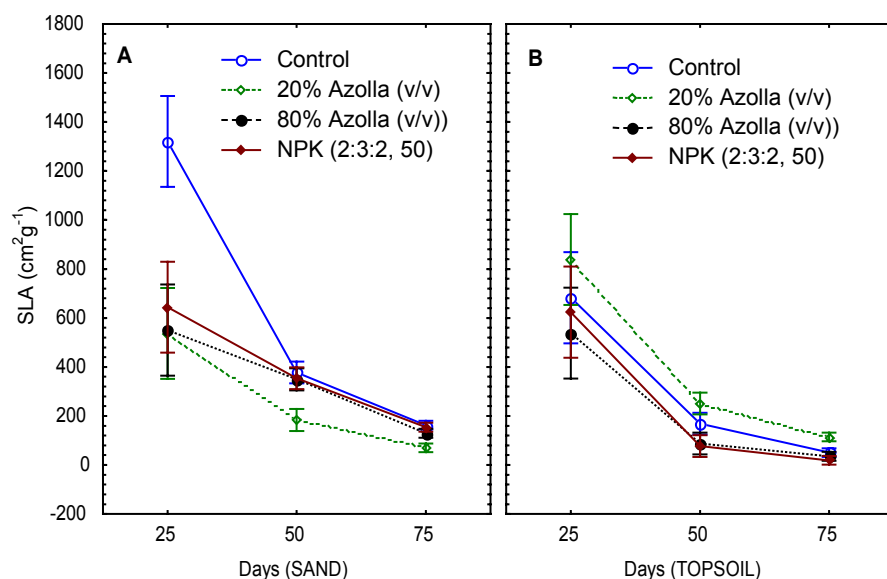 1800
1600
1400
1200
1000
800
600
400
200
0
-200
SLA (cm²g⁻¹)
A
Control
20% Azolla (v/v)
80% Azolla (v/v))
NPK (2:3:2, 50)
25
50
75
Days (SAND)
B
Control
20% Azolla (v/v)
80% Azolla (v/v))
NPK (2:3:2, 50)
25
50
75
Days (TOPSOIL)